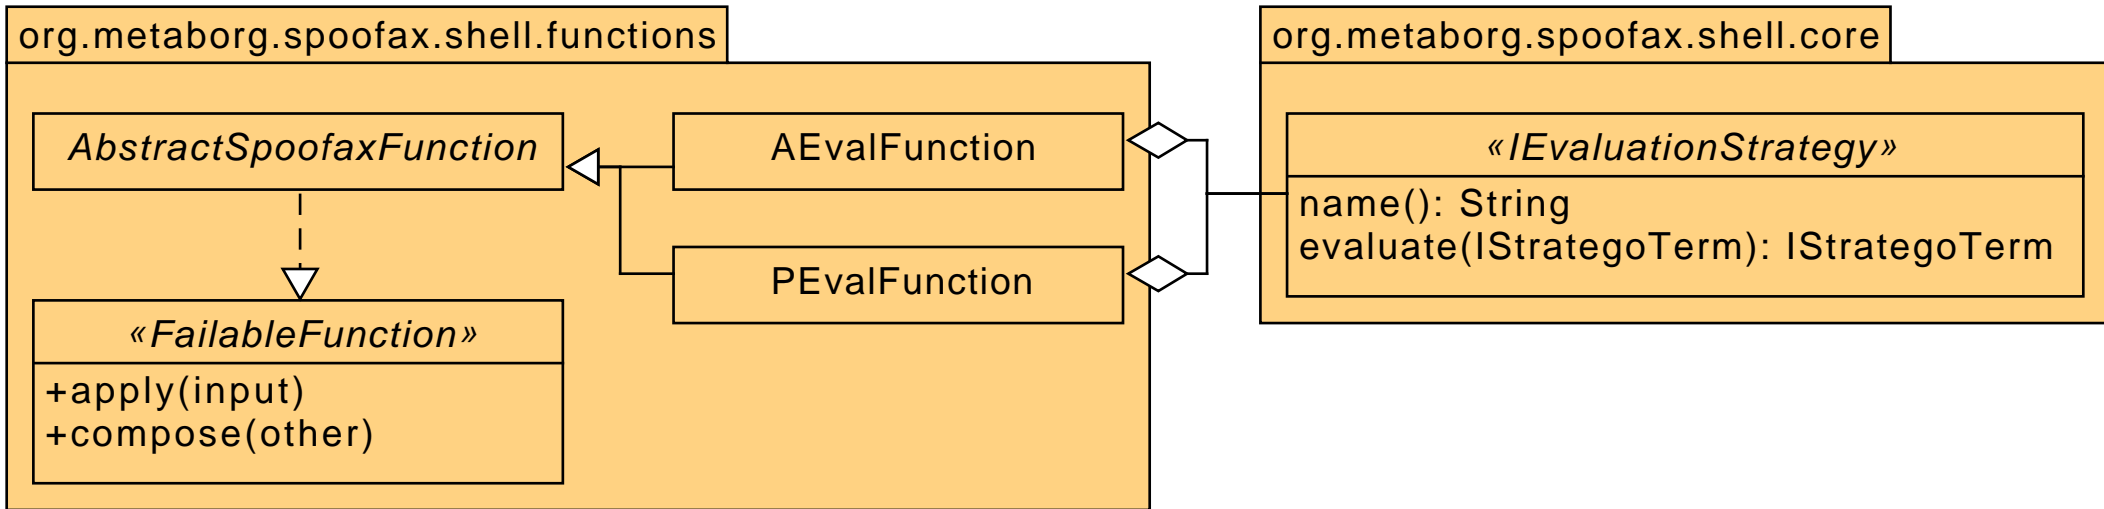 org.metaborg.spoofax.shell.functions
AbstractSpoofaxFunction
AEvalFunction
PEvalFunction
«FailableFunction»
+apply(input)
+compose(other)
org.metaborg.spoofax.shell.core
«IEvaluationStrategy»
name(): String
evaluate(IStrategoTerm): IStrategoTerm